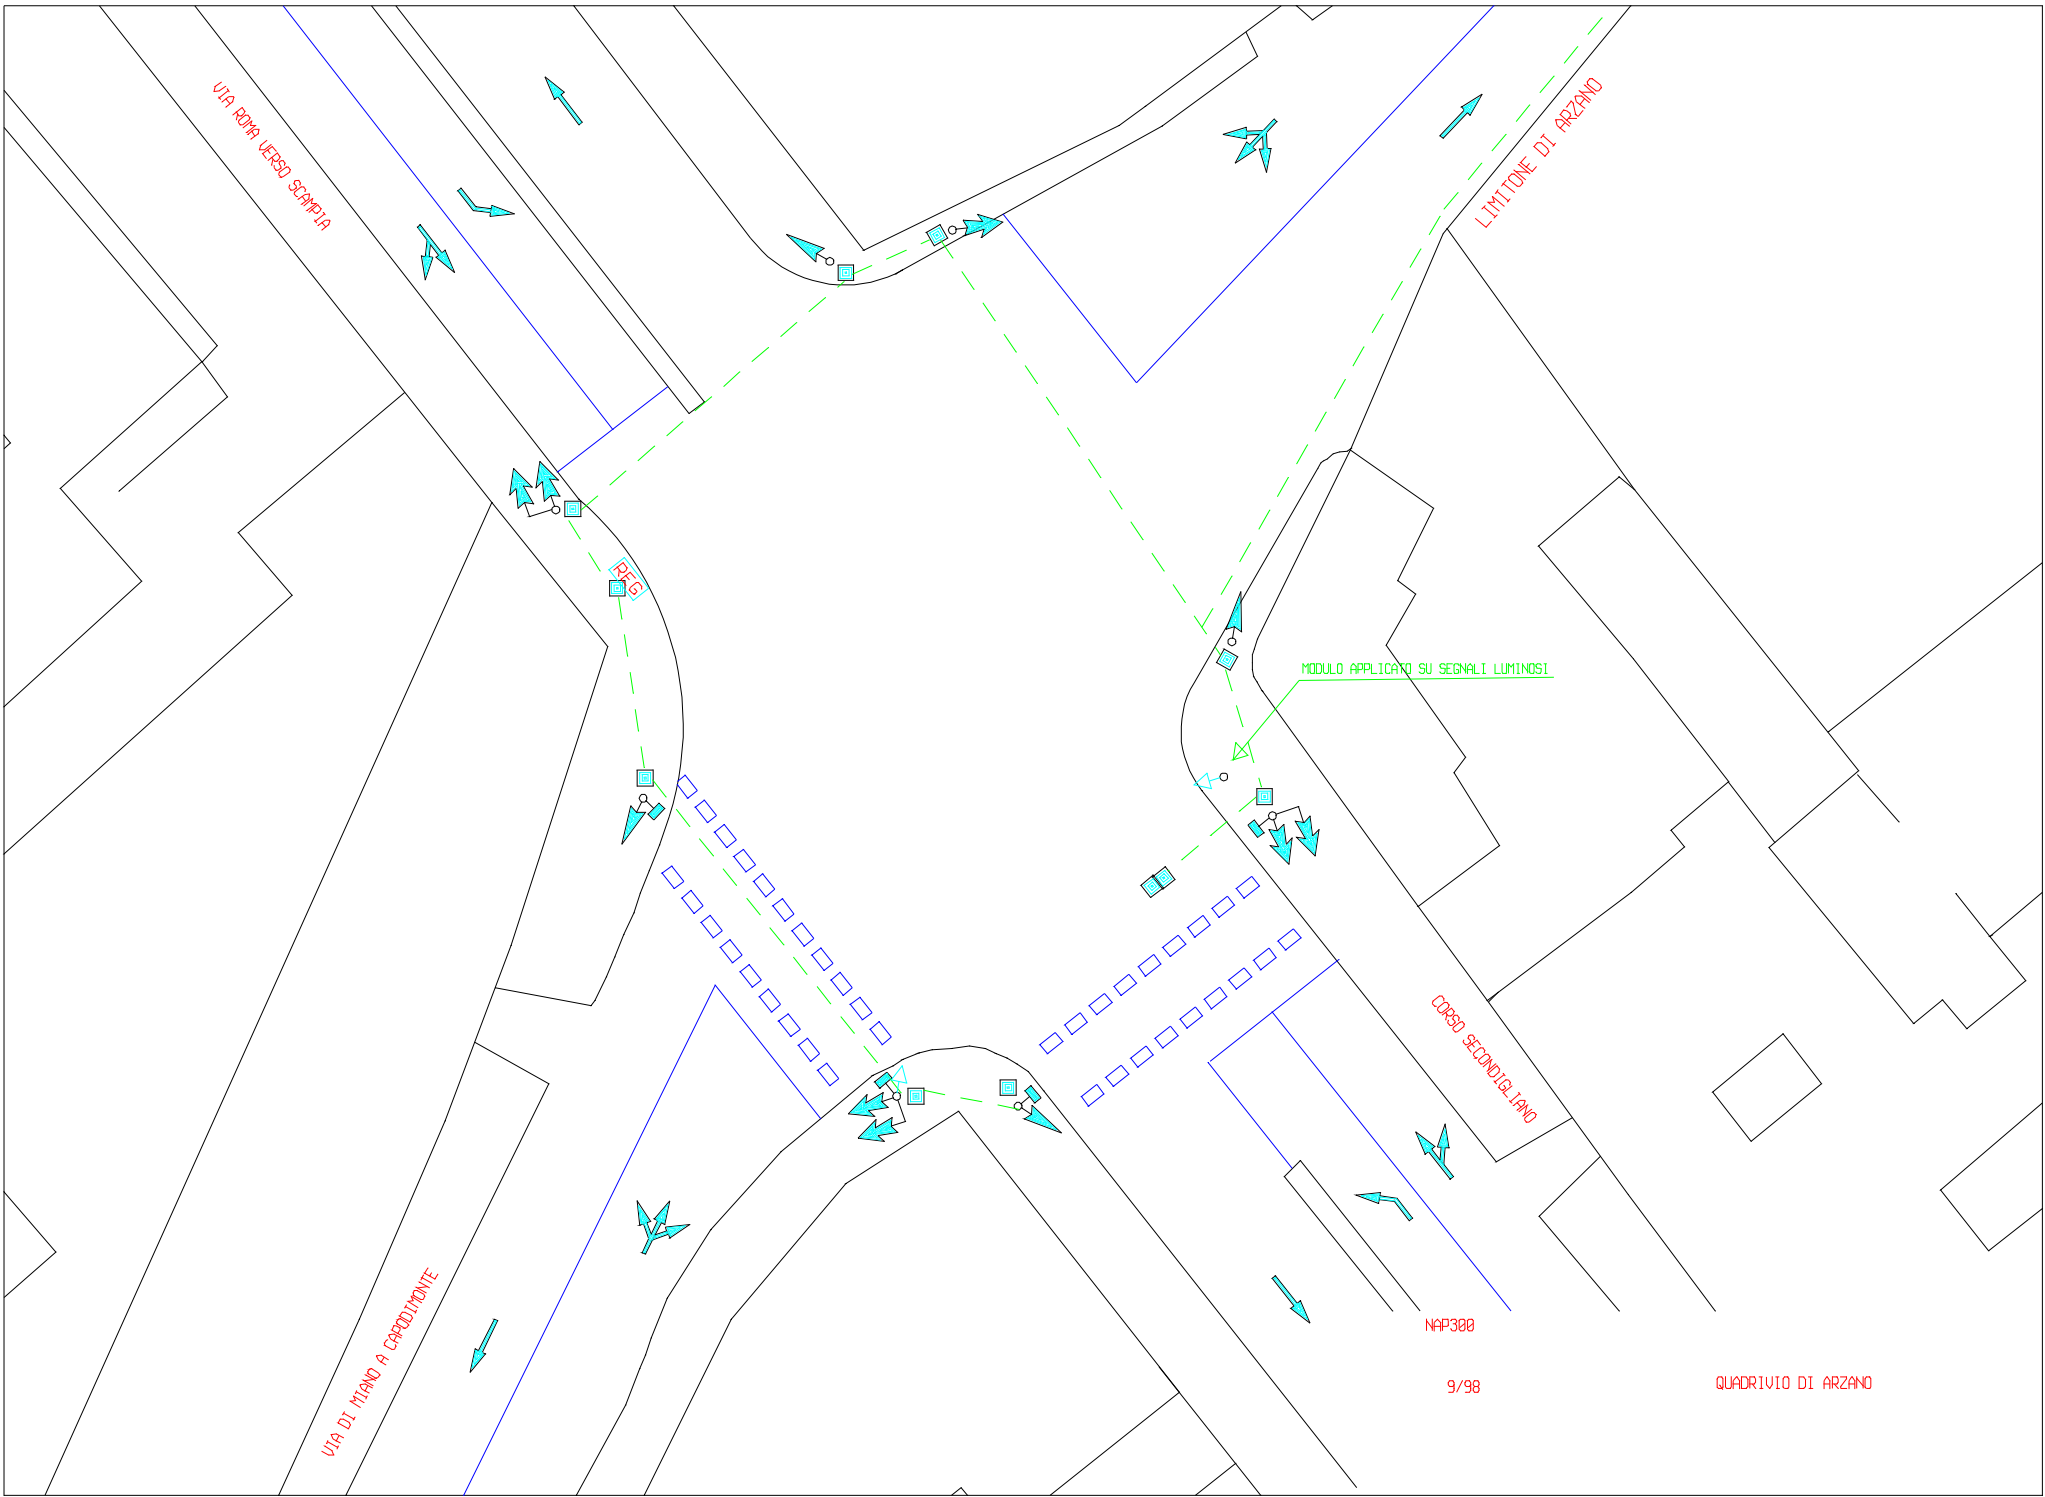 VIA ROMA VERSO SCAMPIA
LIMITONE DI ARZANO
REG
MODULO APPLICATO SU SEGNALI LUMINOSI
CORSO SECONDIGLIANO
VIA DI MIANO A CAPODIMONTE
NAP300
9/98
QUADRIVIO DI ARZANO